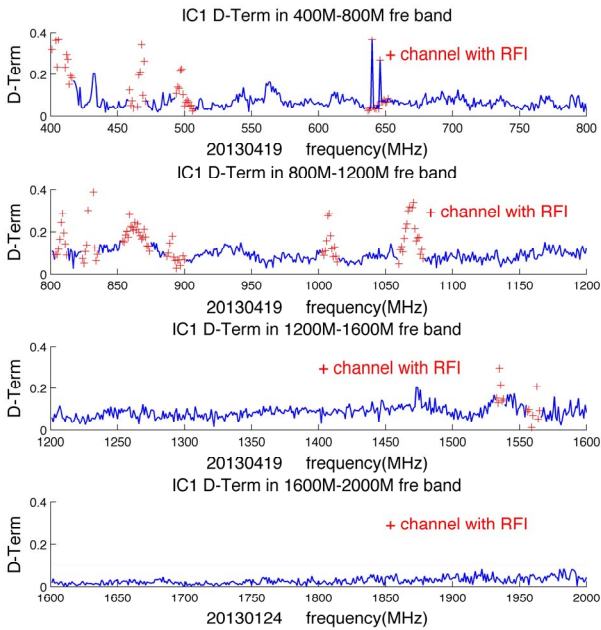 IC1 D-Term in 400M-800M fre band
D-Term
0.4
0.2
0
+ channel with RFI
400 450 500 550 600 650 700 750 800
20130419 frequency(MHz)
IC1 D-Term in 800M-1200M fre band
D-Term
0.4
0.2
0
+ channel with RFI
800 850 900 950 1000 1050 1100 1150 1200
20130419 frequency(MHz)
IC1 D-Term in 1200M-1600M fre band
D-Term
0.4
0.2
0
+ channel with RFI
1200 1250 1300 1350 1400 1450 1500 1550 1600
20130419 frequency(MHz)
IC1 D-Term in 1600M-2000M fre band
D-Term
0.4
0.2
0
+ channel with RFI
1600 1650 1700 1750 1800 1850 1900 1950 2000
20130124 frequency(MHz)